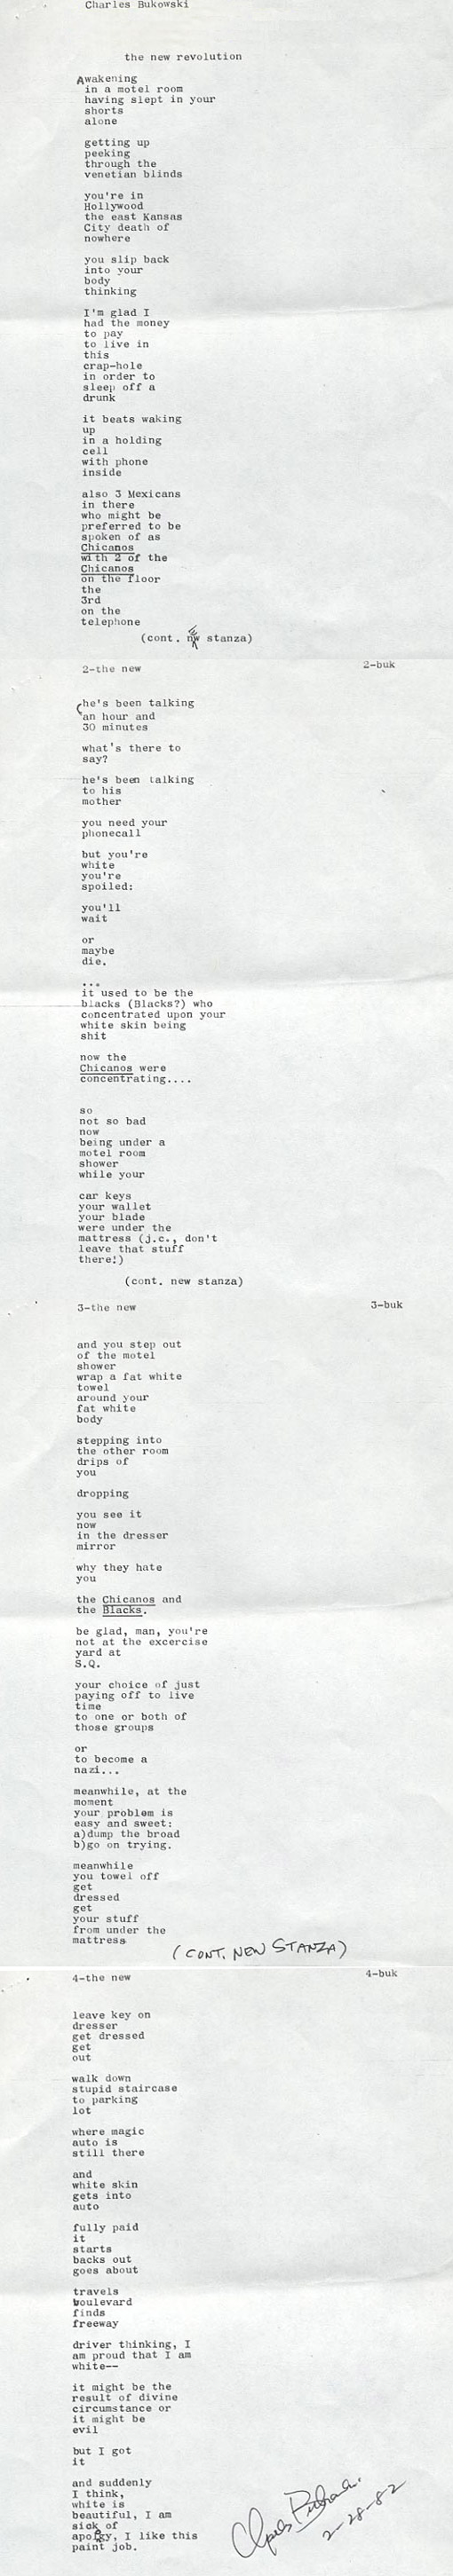 Charles Bukowski
the new revolution
Awakening
in a motel room
having slept in your
shorts
alone
getting up
peeking
through the
venetian blinds
you're in
Hollywood
the east Kansas
City death of
nowhere
you slip back
into your
body
thinking
I'm glad I
had the money
to pay
to live in
this
crap-hole
in order to
sleep off a
drunk
it beats waking
up
in a holding
cell
with phone
inside
also 3 Mexicans
in there
who might be
preferred to be
spoken of as
Chicanos
with 2 of the
Chicanos
on the floor
the
3rd
on the
telephone
(cont. new stanza)
2-the new 2-buk
he's been talking
an hour and
30 minutes
what's there to
say?
he's been talking
to his
mother
you need your
phonecall
but you're
white
you're
spoiled:
you'll
wait
or
maybe
die.
...
it used to be the
blacks (Blacks?) who
concentrated upon your
white skin being
shit
now the
Chicanos were
concentrating....
so
not so bad
now
being under a
motel room
shower
while your
car keys
your wallet
your blade
were under the
mattress (j.c., don't
leave that stuff
there!)
(cont. new stanza)
3-the new 3-buk
and you step out
of the motel
shower
wrap a fat white
towel
around your
fat white
body
stepping into
the other room
drips of
you
dropping
you see it
now
in the dresser
mirror
why they hate
you
the Chicanos and
the Blacks.
be glad, man, you're
not at the excercise
yard at
S.Q.
your choice of just
paying off to live
time
to one or both of
those groups
or
to become a
nazi...
meanwhile, at the
moment
your problem is
easy and sweet:
a)dump the broad
b)go on trying.
meanwhile
you towel off
get
dressed
get
your stuff
from under the
mattress
(CONT. NEW STANZA)
4-the new 4-buk
leave key on
dresser
get dressed
get
out
walk down
stupid staircase
to parking
lot
where magic
auto is
still there
and
white skin
gets into
auto
fully paid
it
starts
backs out
goes about
travels
boulevard
finds
freeway
driver thinking, I
am proud that I am
white--
it might be the
result of divine
circumstance or
it might be
evil
but I got
it
and suddenly
I think,
white is
beautiful, I am
sick of
apology, I like this
paint job.
Charles Bukowski
2-28-82